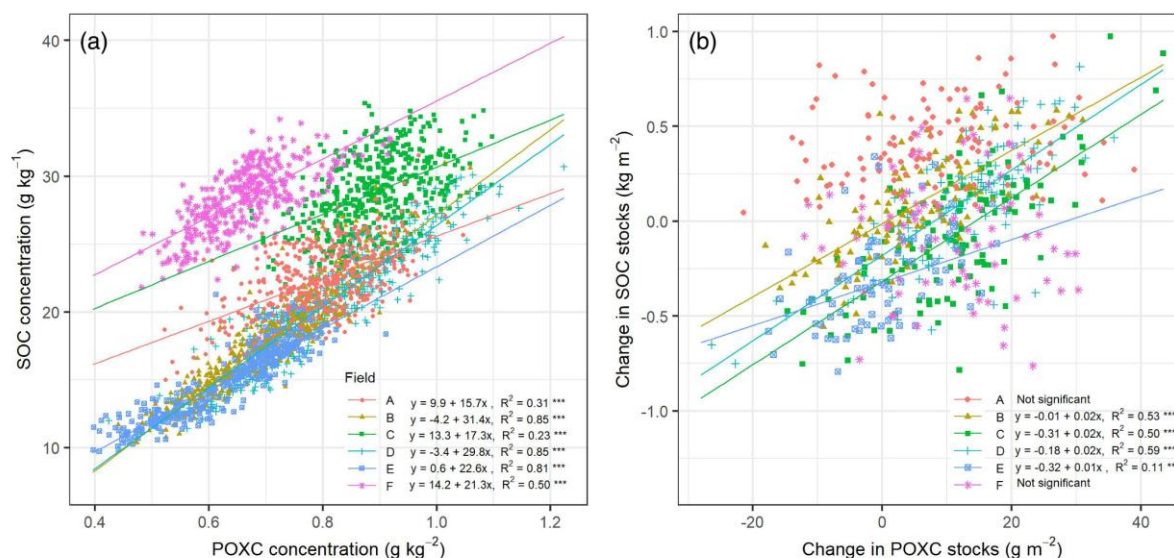 (a)
40
30
20
10
SOC concentration (g kg⁻¹)
Field
A y = 9.9 + 15.7x , R² = 0.31 ***
B y = -4.2 + 31.4x , R² = 0.85 ***
C y = 13.3 + 17.3x , R² = 0.23 ***
D y = -3.4 + 29.8x , R² = 0.85 ***
E y = 0.6 + 22.6x , R² = 0.81 ***
F y = 14.2 + 21.3x , R² = 0.50 ***
0.4 0.6 0.8 1.0 1.2
POXC concentration (g kg⁻²)
(b)
1.0
0.5
0.0
-0.5
-1.0
Change in SOC stocks (kg m⁻²)
A Not significant
B y = -0.01 + 0.02x, R² = 0.53 ***
C y = -0.31 + 0.02x, R² = 0.50 ***
D y = -0.18 + 0.02x, R² = 0.59 ***
E y = -0.32 + 0.01x , R² = 0.11 **
F Not significant
-20 0 20 40
Change in POXC stocks (g m⁻²)